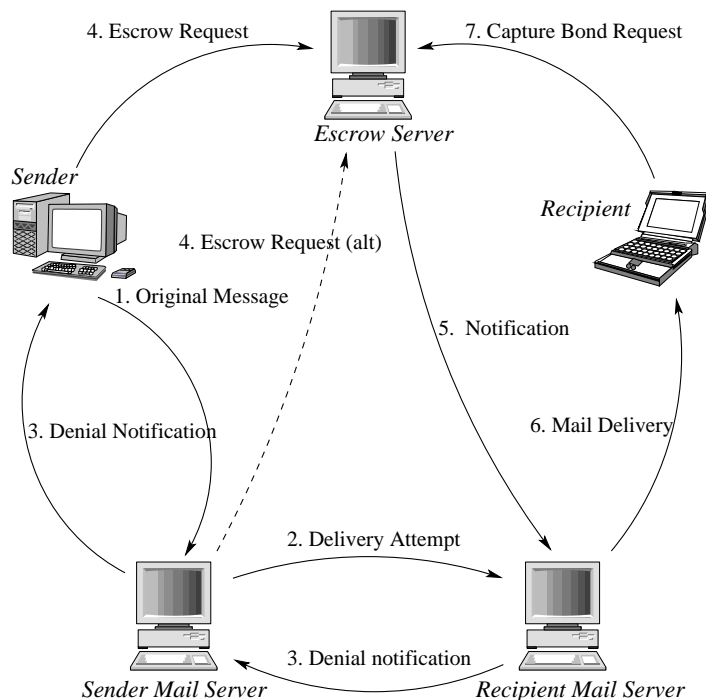 4. Escrow Request
7. Capture Bond Request
Escrow Server
Sender
Recipient
4. Escrow Request (alt)
1. Original Message
5. Notification
3. Denial Notification
6. Mail Delivery
2. Delivery Attempt
3. Denial notification
Sender Mail Server
Recipient Mail Server